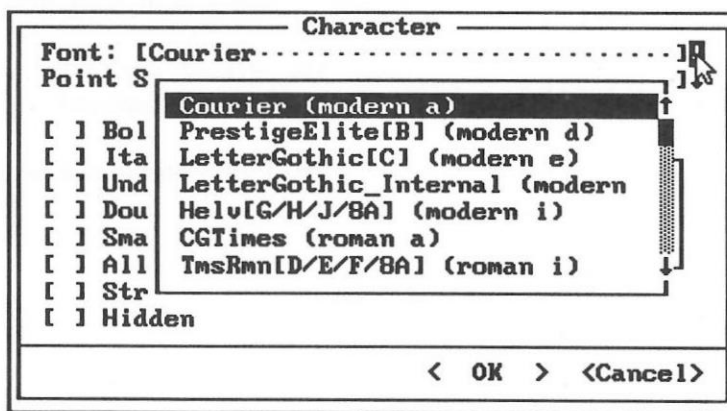 Character
Font: [Courier······························]
Point S
Courier (modern a)
[ ] Bol
PrestigeElite[B] (modern d)
[ ] Ita
LetterGothic[C] (modern e)
[ ] Und
LetterGothic_Internal (modern
[ ] Dou
Helv[G/H/J/8A] (modern i)
[ ] Sma
CGTimes (roman a)
[ ] All
TmsRmn[D/E/F/8A] (roman i)
[ ] Str
[ ] Hidden
< OK > <Cancel>